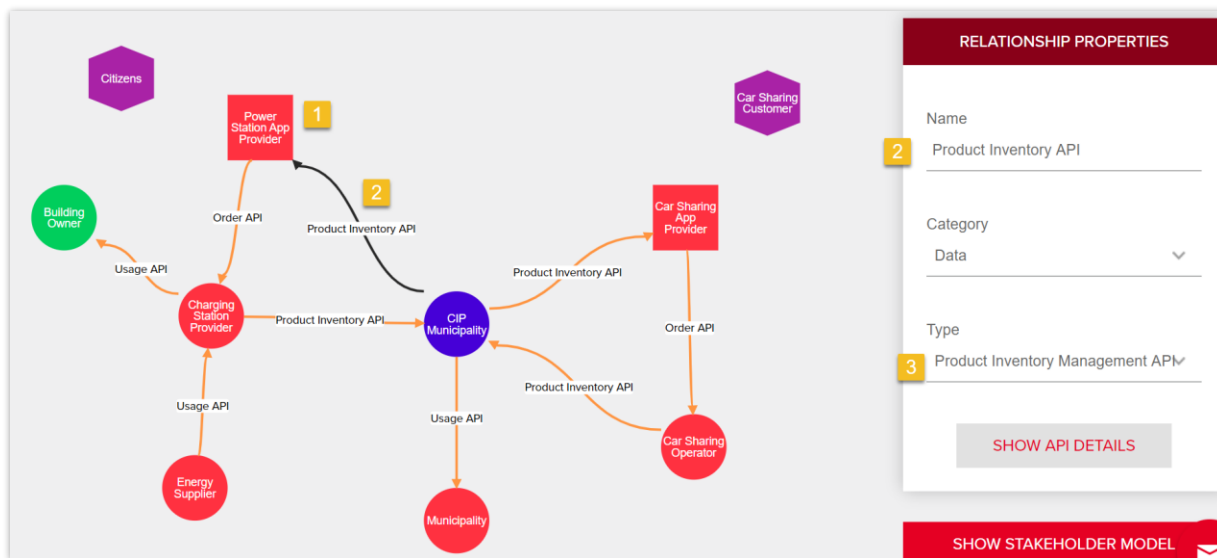 Citizens
Power
Station App
Provider
1
Car Sharing
Customer
2
Product Inventory API
Order API
Building
Owner
Usage API
Car Sharing
App
Provider
Product Inventory API
Charging
Station
Provider
Product Inventory API
CIP
Municipality
Order API
Product Inventory API
Usage API
Usage API
Car Sharing
Operator
Energy
Supplier
Municipality
RELATIONSHIP PROPERTIES
Name
2
Product Inventory API
Category
Data
Type
3
Product Inventory Management API
SHOW API DETAILS
SHOW STAKEHOLDER MODEL